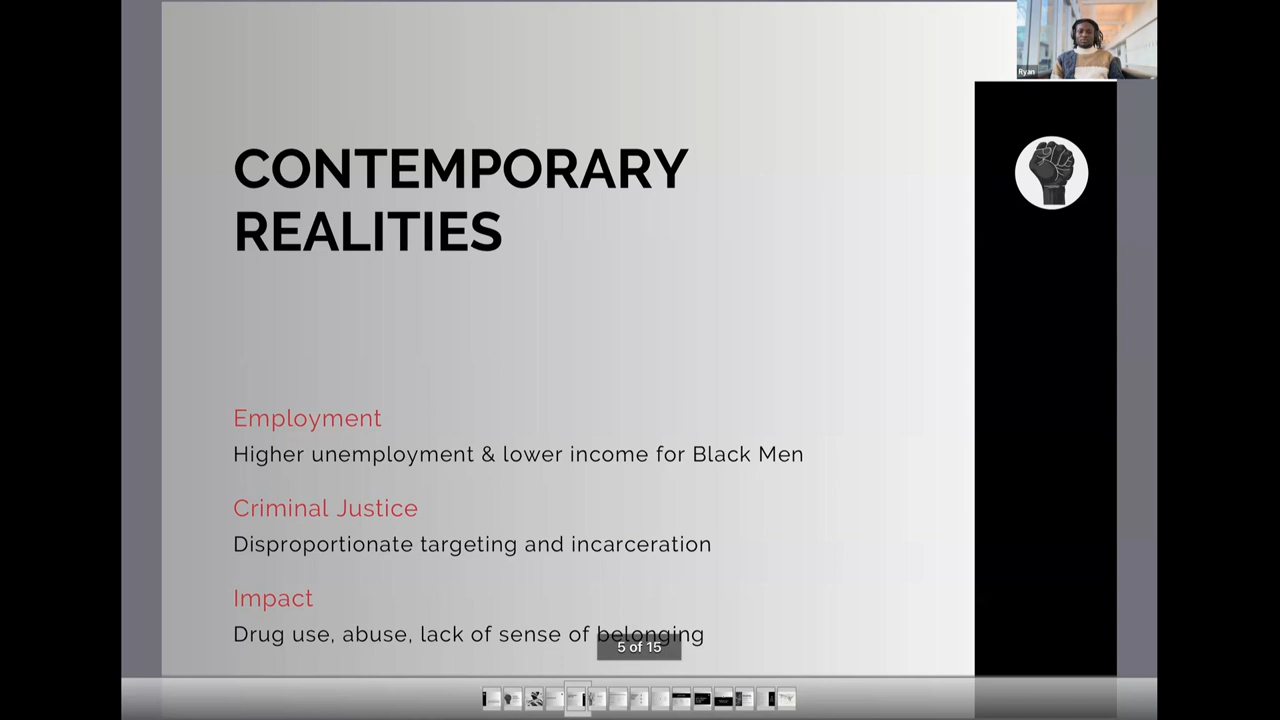 Ryan
CONTEMPORARY
REALITIES
Employment
Higher unemployment & lower income for Black Men
Criminal Justice
Disproportionate targeting and incarceration
Impact
Drug use, abuse, lack of sense of belonging
5 of 15